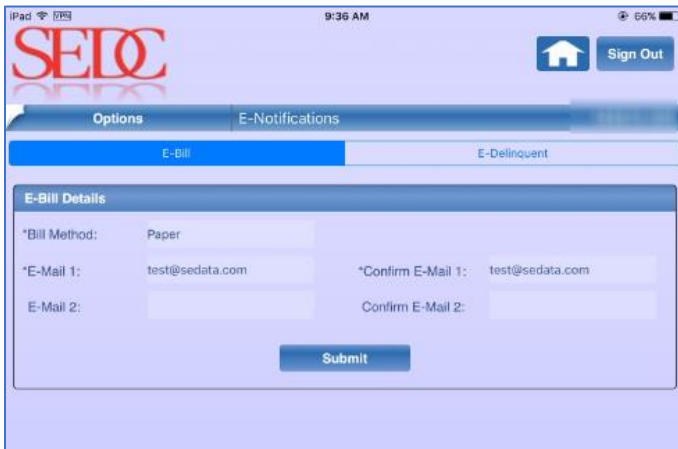 iPad VPN 9:36 AM 66%
SEDC
Sign Out
Options E-Notifications
E-Bill E-Delinquent
E-Bill Details
*Bill Method: Paper
*E-Mail 1: test@sedata.com *Confirm E-Mail 1: test@sedata.com
E-Mail 2: Confirm E-Mail 2:
Submit